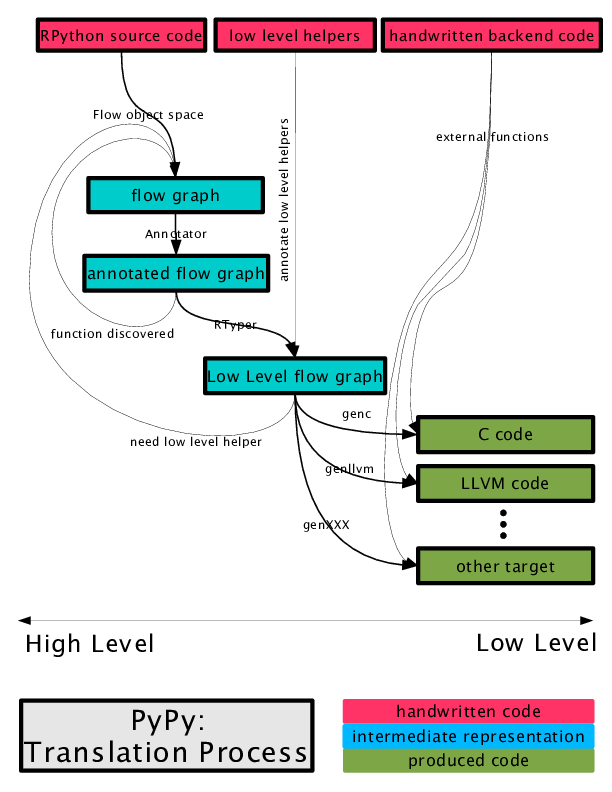 RPython source code
low level helpers
handwritten backend code
Flow object space
annotate low level helpers
external functions
flow graph
Annotator
annotated flow graph
function discovered
RTyper
Low Level flow graph
need low level helper
genc
C code
genllvm
LLVM code
genXXX
other target
High Level
Low Level
PyPy:
Translation Process
handwritten code
intermediate representation
produced code